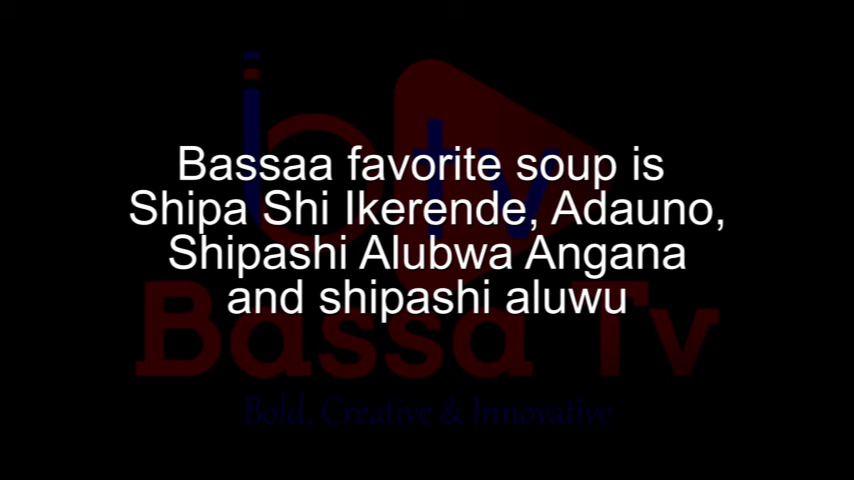 btv
Bassaa favorite soup is
Shipa Shi Ikerende, Adauno,
Shipashi Alubwa Angana
and shipashi aluwu
Bassa Tv
Bold, Creative & Innovative